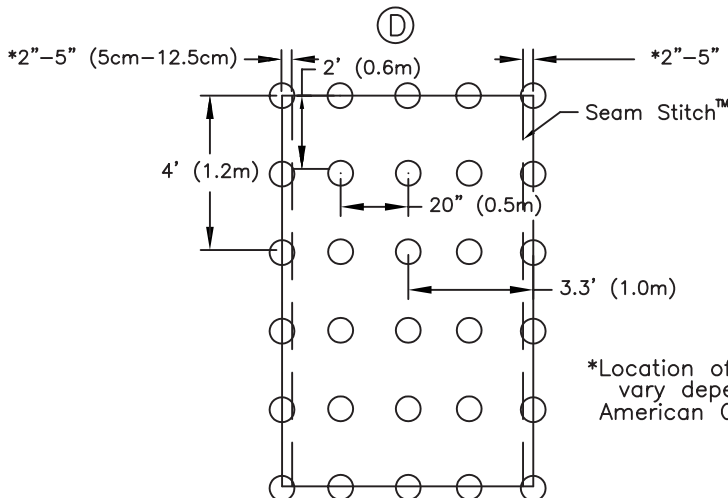 D
*2"-5" (5cm-12.5cm)
2' (0.6m)
*2"-5"
Seam Stitch™
4' (1.2m)
20" (0.5m)
3.3' (1.0m)
*Location of
vary depe
American